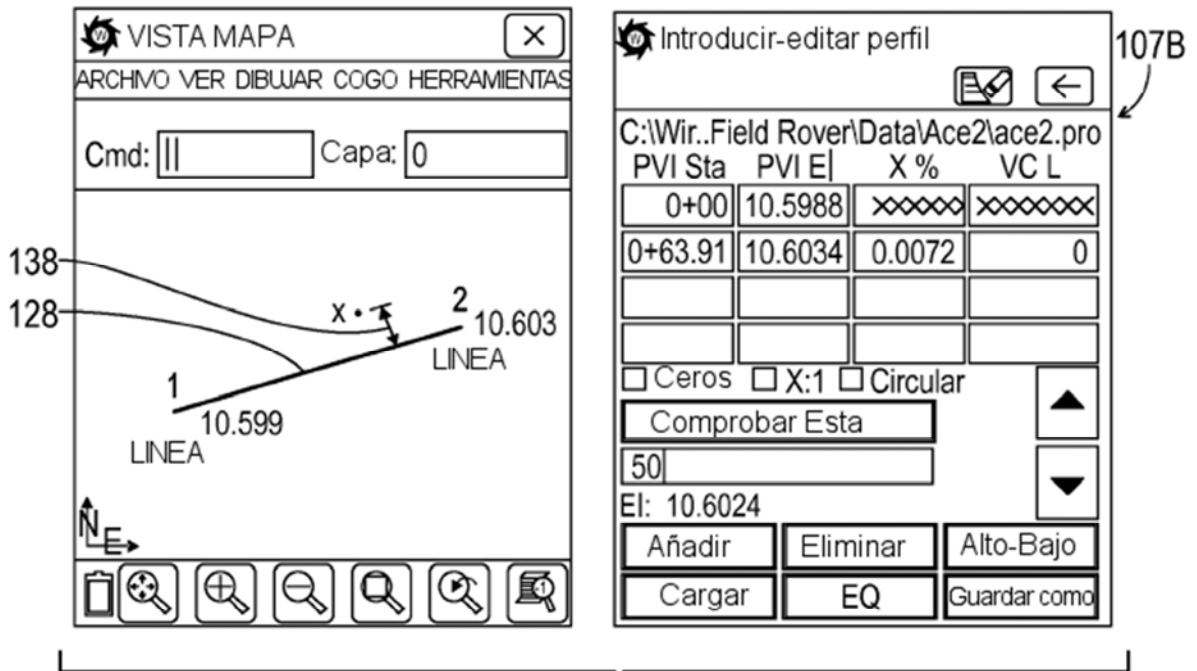 VISTA MAPA
ARCHIVO VER DIBUJAR COGO HERRAMIENTAS
Cmd: || Capa: 0
138
128
X
2
10.603
LINEA
1
10.599
LINEA
N
E
Introducir-editar perfil
107B
C:\Wir..Field Rover\Data\Ace2\ace2.pro
PVI Sta PVI El X % VC L
0+00 10.5988 XXXXXX XXXXXXXX
0+63.91 10.6034 0.0072 0
Ceros X:1 Circular
Comprobar Esta
50
El: 10.6024
Añadir Eliminar Alto-Bajo
Cargar EQ Guardar como